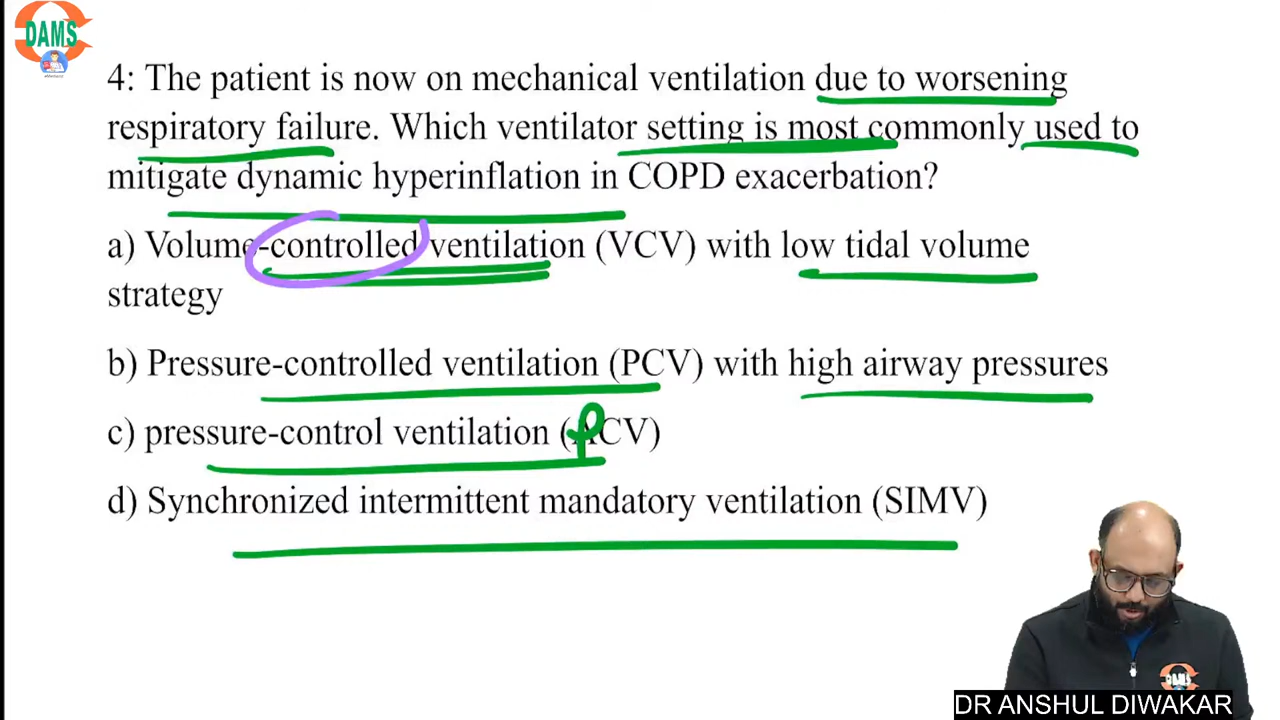 DAMS
4: The patient is now on mechanical ventilation due to worsening
respiratory failure. Which ventilator setting is most commonly used to
mitigate dynamic hyperinflation in COPD exacerbation?
a) Volume-controlled ventilation (VCV) with low tidal volume
strategy
b) Pressure-controlled ventilation (PCV) with high airway pressures
c) pressure-control ventilation (ACV)
d) Synchronized intermittent mandatory ventilation (SIMV)
DAMS
DR ANSHUL DIWAKAR